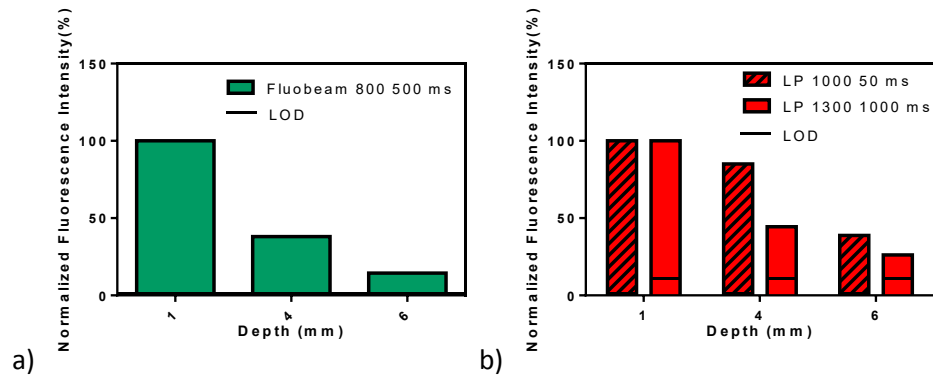 Normalized Fluorescence Intensity(%)
150
100
50
0
Fluobeam 800 500 ms
LOD
1
4
6
Depth (mm)
a)
Normalized Fluorescence Intensity(%)
150
100
50
0
LP 1000 50 ms
LP 1300 1000 ms
LOD
1
4
6
Depth (mm)
b)